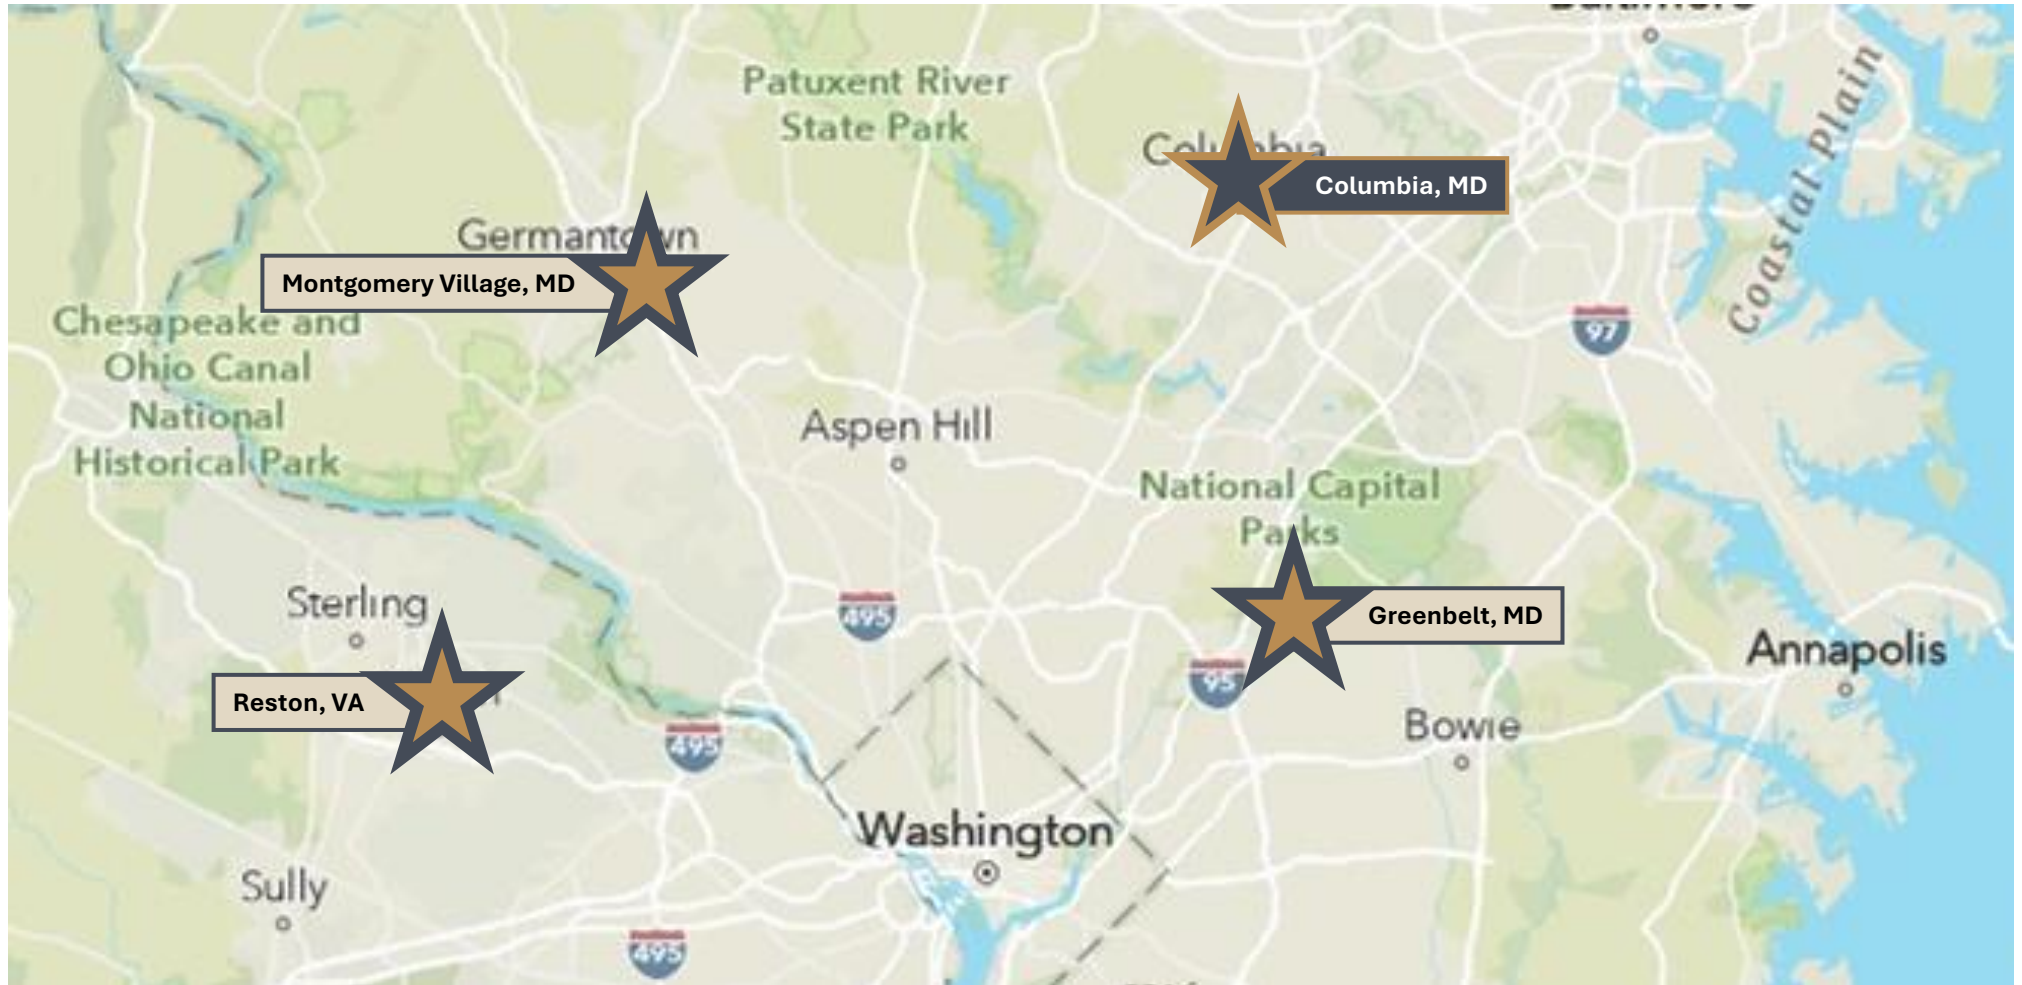 Patuxent River
State Park
Columbia, MD
Germantown
Montgomery Village, MD
Coastal Plain
Chesapeake and
Ohio Canal
National
Historical Park
97
Aspen Hill
National Capital
Parks
Sterling
495
Greenbelt, MD
Annapolis
95
Reston, VA
Bowie
495
Washington
Sully
495